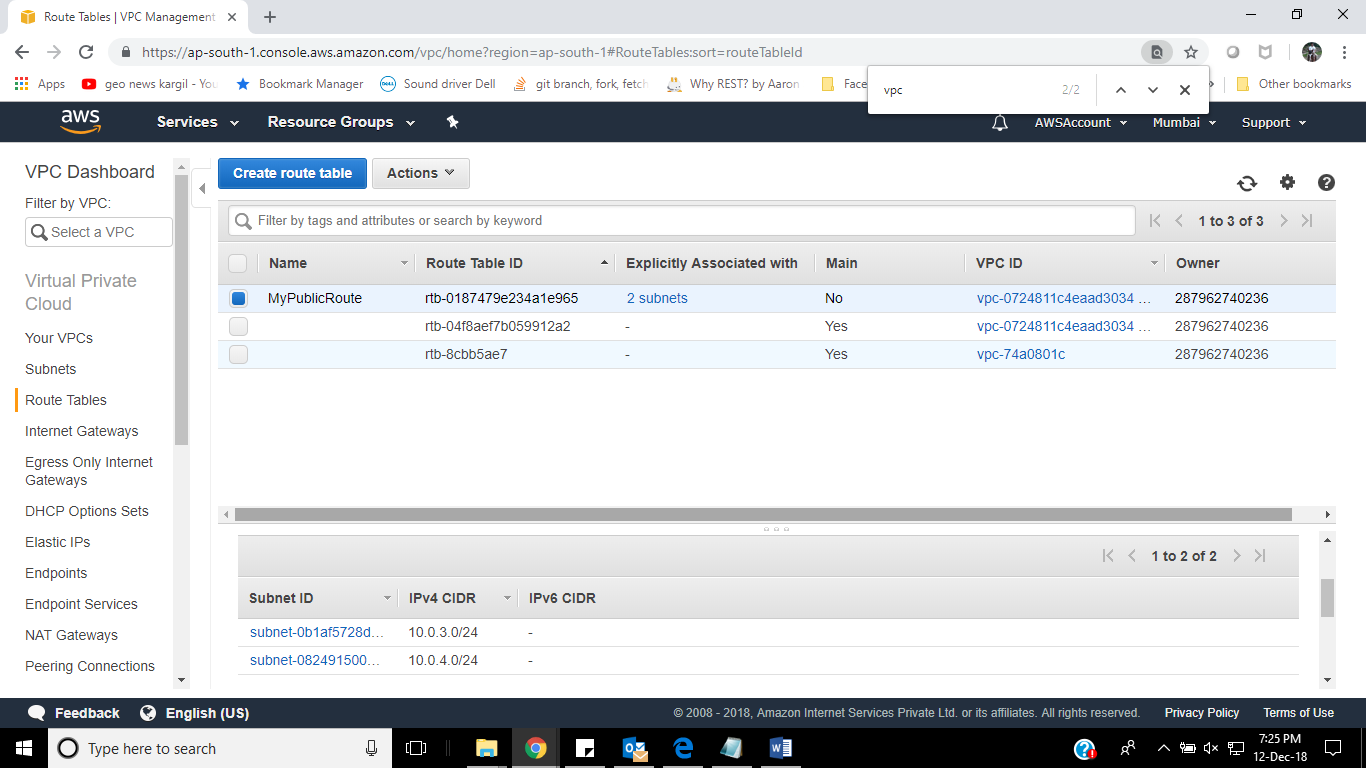 Route Tables | VPC Management
https://ap-south-1.console.aws.amazon.com/vpc/home?region=ap-south-1#RouteTables:sort=routeTableId
Apps geo news kargil - You Bookmark Manager Sound driver Dell git branch, fork, fetch Why REST? by Aaron Face Other bookmarks
vpc 2/2
aws Services Resource Groups AWSAccount Mumbai Support
VPC Dashboard
Filter by VPC:
Select a VPC
Virtual Private
Cloud
Your VPCs
Subnets
Route Tables
Internet Gateways
Egress Only Internet
Gateways
DHCP Options Sets
Elastic IPs
Endpoints
Endpoint Services
NAT Gateways
Peering Connections
Create route table Actions
Filter by tags and attributes or search by keyword 1 to 3 of 3
Name Route Table ID Explicitly Associated with Main VPC ID Owner
MyPublicRoute rtb-0187479e234a1e965 2 subnets No vpc-0724811c4eaad3034 ... 287962740236
rtb-04f8aef7b059912a2 - Yes vpc-0724811c4eaad3034 ... 287962740236
rtb-8cbb5ae7 - Yes vpc-74a0801c 287962740236
1 to 2 of 2
Subnet ID IPv4 CIDR IPv6 CIDR
subnet-0b1af5728d... 10.0.3.0/24 -
subnet-082491500... 10.0.4.0/24 -
Feedback English (US) © 2008 - 2018, Amazon Internet Services Private Ltd. or its affiliates. All rights reserved. Privacy Policy Terms of Use
Type here to search
7:25 PM
12-Dec-18